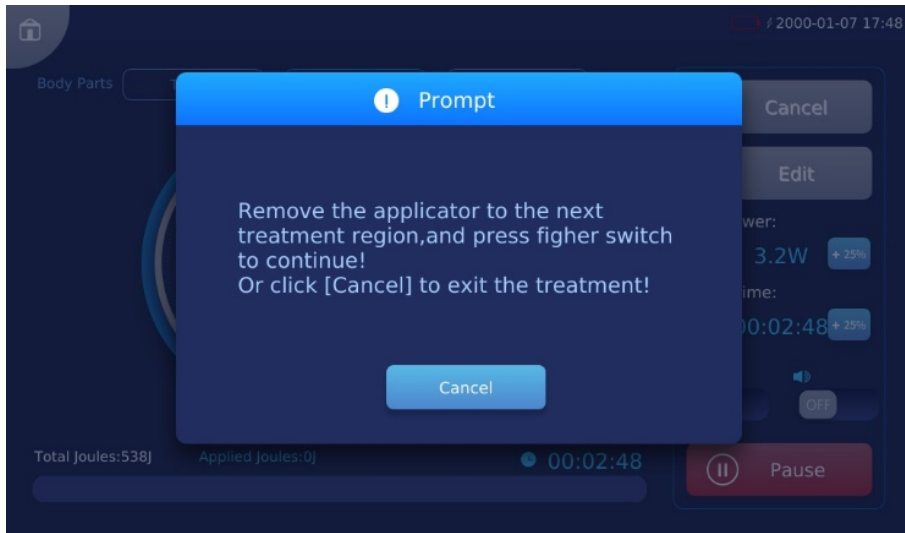 2000-01-07 17:48
Body Parts
Prompt
Cancel
Edit
Remove the applicator to the next
treatment region,and press figher switch
to continue!
Or click [Cancel] to exit the treatment!
Cancel
wer:
3.2W + 25%
ime:
00:02:48 + 25%
OFF
Total Joules:538J Applied Joules:0J 00:02:48
Pause